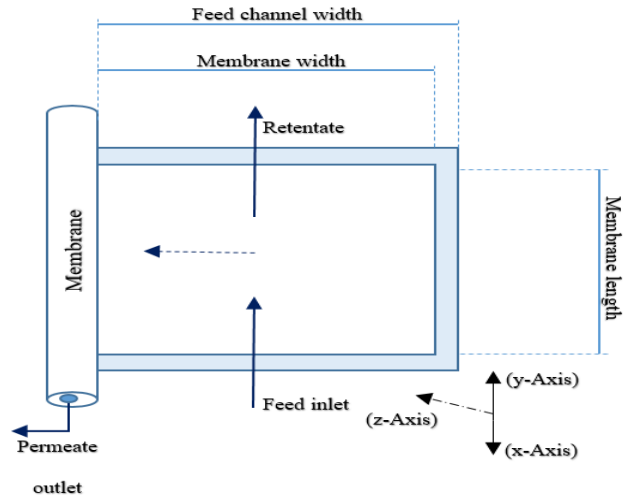 Feed channel width
Membrane width
Retentate
Membrane
Membrane length
Feed inlet
(y-Axis)
(z-Axis)
(x-Axis)
Permeate
outlet